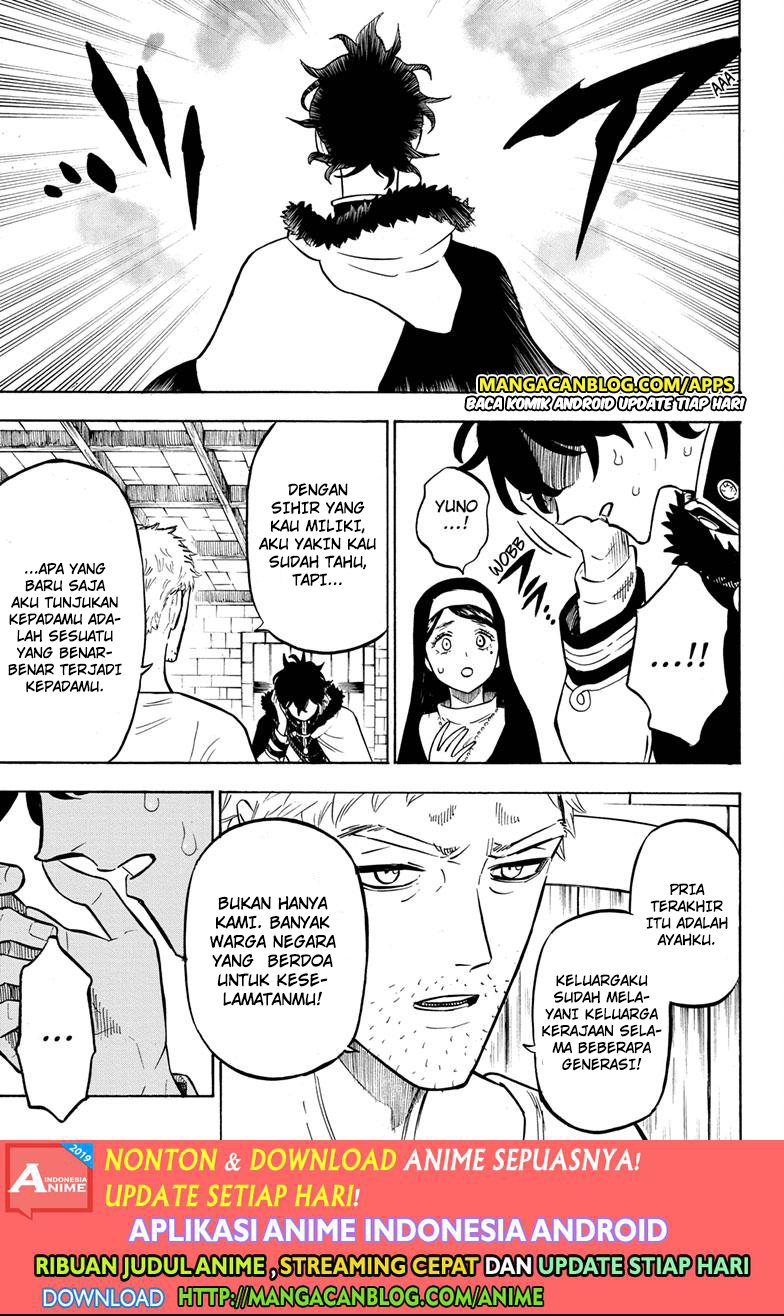 AAA
MANGACANBLOG.COM/APPS
BACA KOMIK ANDROID UPDATE TIAP HARI
YUNO
...!
WOBB
...!!
DENGAN
SIHIR YANG
KAU MILIKI,
AKU YAKIN KAU
SUDAH TAHU,
TAPI...
...APA YANG
BARU SAJA
AKU TUNJUKAN
KEPADAMU ADA-
LAH SESUATU
YANG BENAR-
BENAR TERJADI
KEPADAMU.
PRIA
TERAKHIR
ITU ADALAH
AYAHKU.
KELUARGAKU
SUDAH MELA-
YANI KELUARGA
KERAJAAN SELA-
MA BEBERAPA
GENERASI!
BUKAN HANYA
KAMI. BANYAK
WARGA NEGARA
YANG BERDOA
UNTUK KESE-
LAMATANMU!
...
2019
INDONESIA
ANIME
NONTON & DOWNLOAD ANIME SEPUASNYA!
UPDATE SETIAP HARI!
APLIKASI ANIME INDONESIA ANDROID
RIBUAN JUDUL ANIME , STREAMING CEPAT DAN UPDATE STIAP HARI
DOWNLOAD HTTP://MANGACANBLOG.COM/ANIME